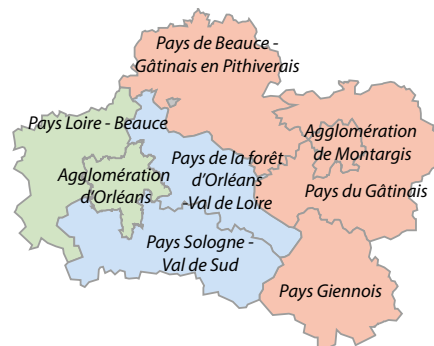 Pays de Beauce -
Gâtinais en Pithiverais
Pays Loire - Beauce
Agglomération
de Montargis
Pays de la forêt
d'Orléans
-Val de Loire
Agglomération
d'Orléans
Pays du Gâtinais
Pays Sologne -
Val de Sud
Pays Giennois